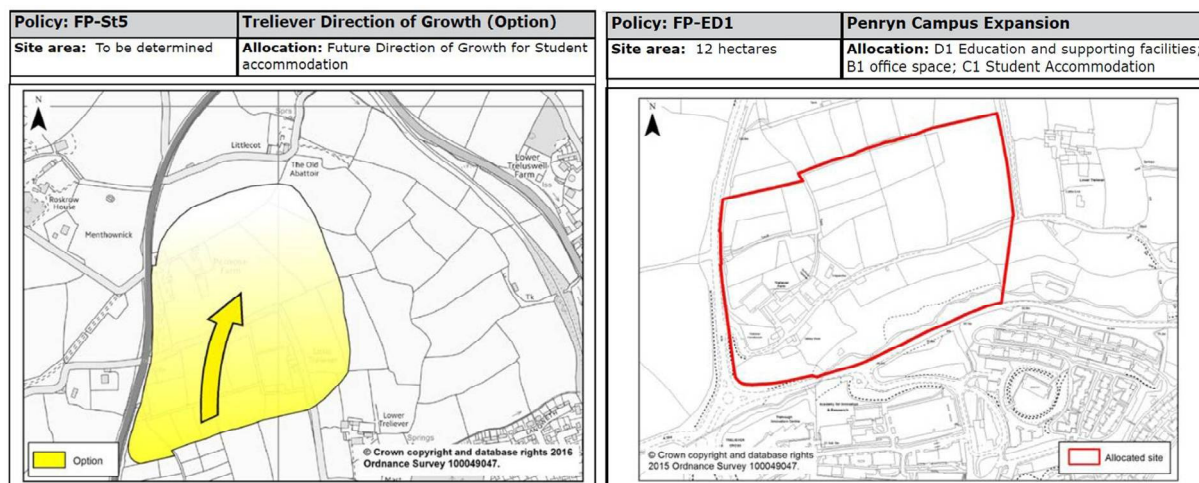 Policy: FP-St5
Treliever Direction of Growth (Option)
Site area: To be determined
Allocation: Future Direction of Growth for Student
accommodation
N
Littlecot
The Old
Abattoir
Lower
Treluswell
Farm
Roskrow
House
Menthownick
Lower
Treliever
Springs
Option
© Crown copyright and database rights 2016
Ordnance Survey 100049047.
Policy: FP-ED1
Penryn Campus Expansion
Site area: 12 hectares
Allocation: D1 Education and supporting facilities;
B1 office space; C1 Student Accommodation
N
© Crown copyright and database rights
2015 Ordnance Survey 100049047.
Allocated site